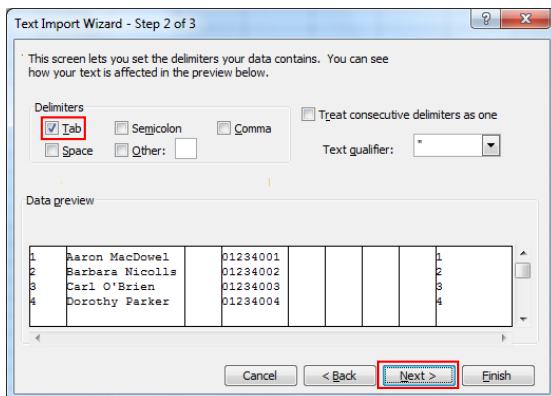 Text Import Wizard - Step 2 of 3
This screen lets you set the delimiters your data contains. You can see
how your text is affected in the preview below.
Delimiters
Tab Semicolon Comma
Space Other:
Treat consecutive delimiters as one
Text qualifier: "
Data preview
1 Aaron MacDowel 01234001 1
2 Barbara Nicolls 01234002 2
3 Carl O'Brien 01234003 3
4 Dorothy Parker 01234004 4
Cancel < Back Next > Finish